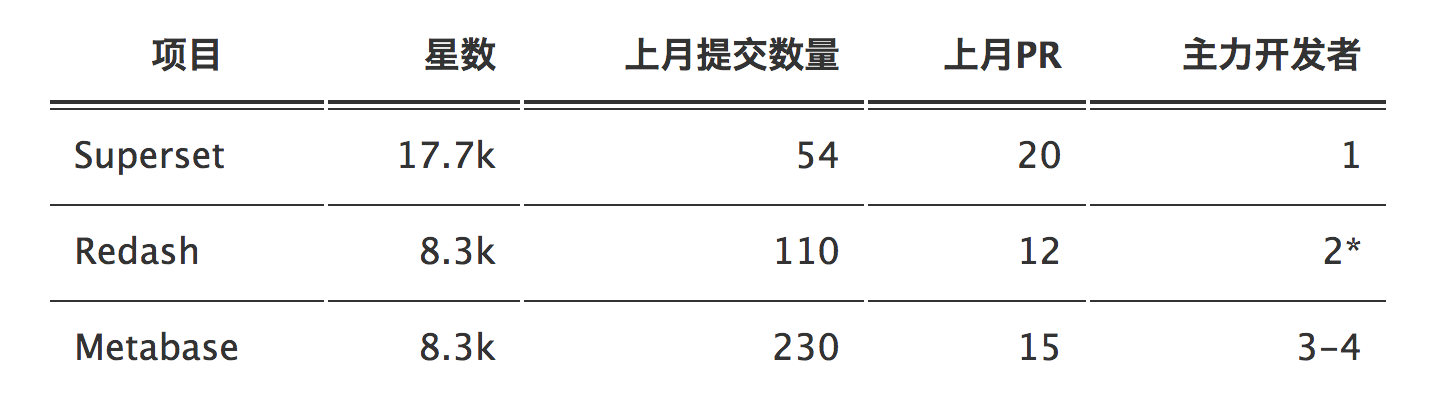 项目 星数 上月提交数量 上月PR 主力开发者
Superset 17.7k 54 20 1
Redash 8.3k 110 12 2*
Metabase 8.3k 230 15 3-4